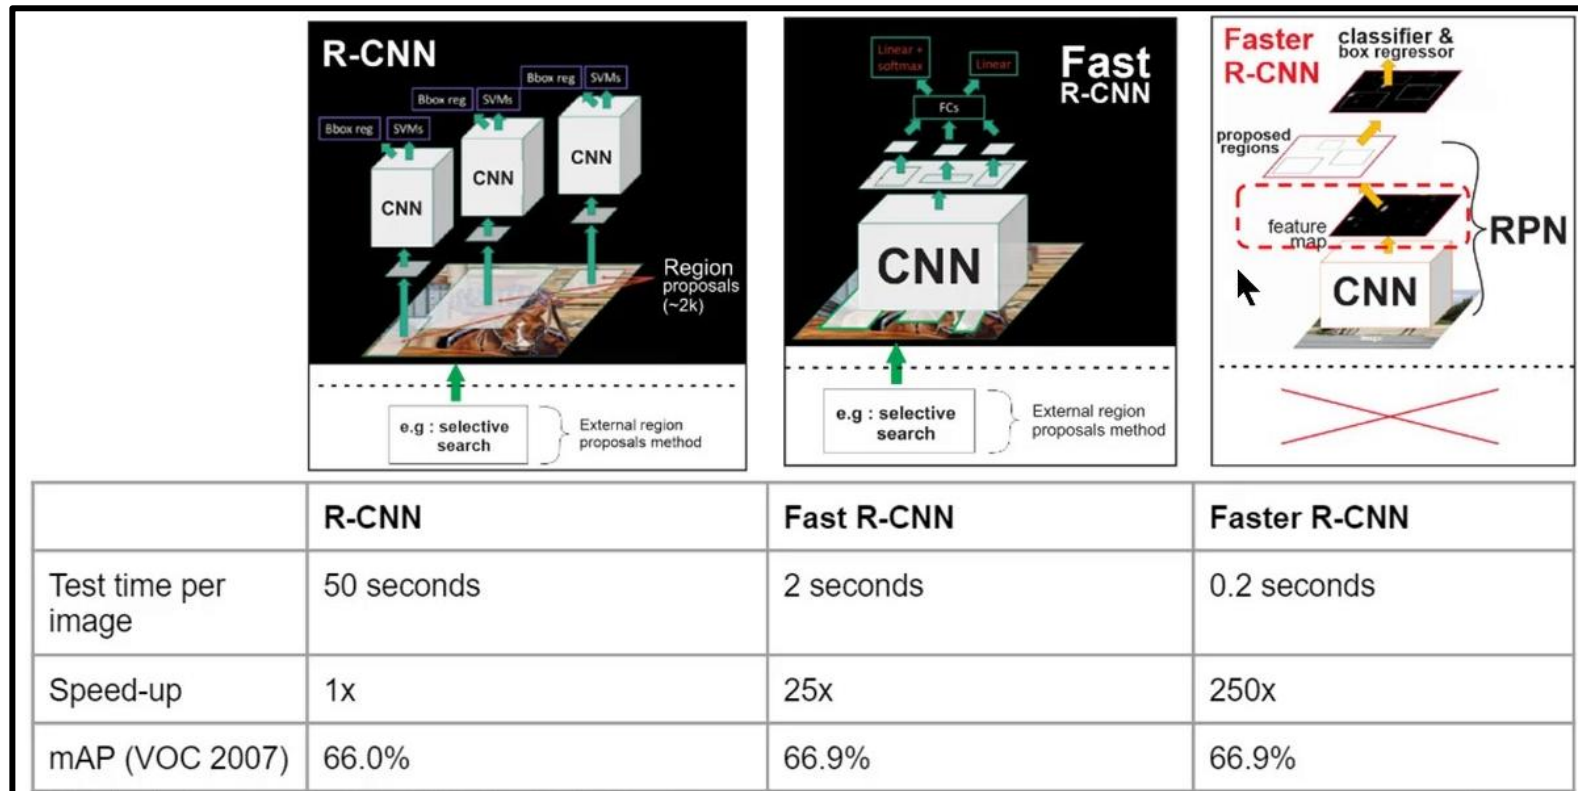 R-CNN
Bbox reg SVMs
Bbox reg SVMs
Bbox reg SVMs
CNN
CNN
CNN
Region
proposals
(~2k)
e.g : selective
search
External region
proposals method
Linear +
softmax
Linear
Fast
R-CNN
FCs
CNN
e.g : selective
search
External region
proposals method
Faster
R-CNN
classifier &
box regressor
proposed
regions
feature
map
RPN
CNN
R-CNN Fast R-CNN Faster R-CNN
Test time per
image
50 seconds 2 seconds 0.2 seconds
Speed-up 1x 25x 250x
mAP (VOC 2007) 66.0% 66.9% 66.9%